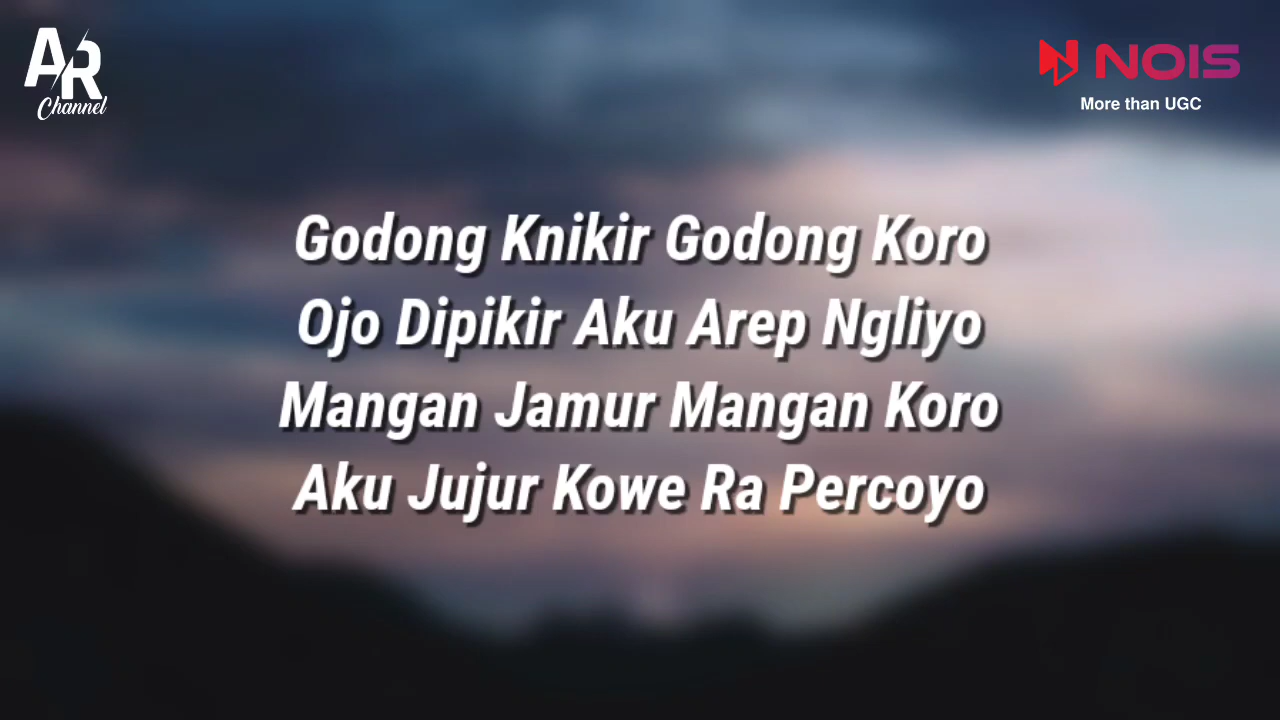 AR
Channel
NOIS
More than UGC
Godong Knikir Godong Koro
Ojo Dipikir Aku Arep Ngliyo
Mangan Jamur Mangan Koro
Aku Jujur Kowe Ra Percoyo